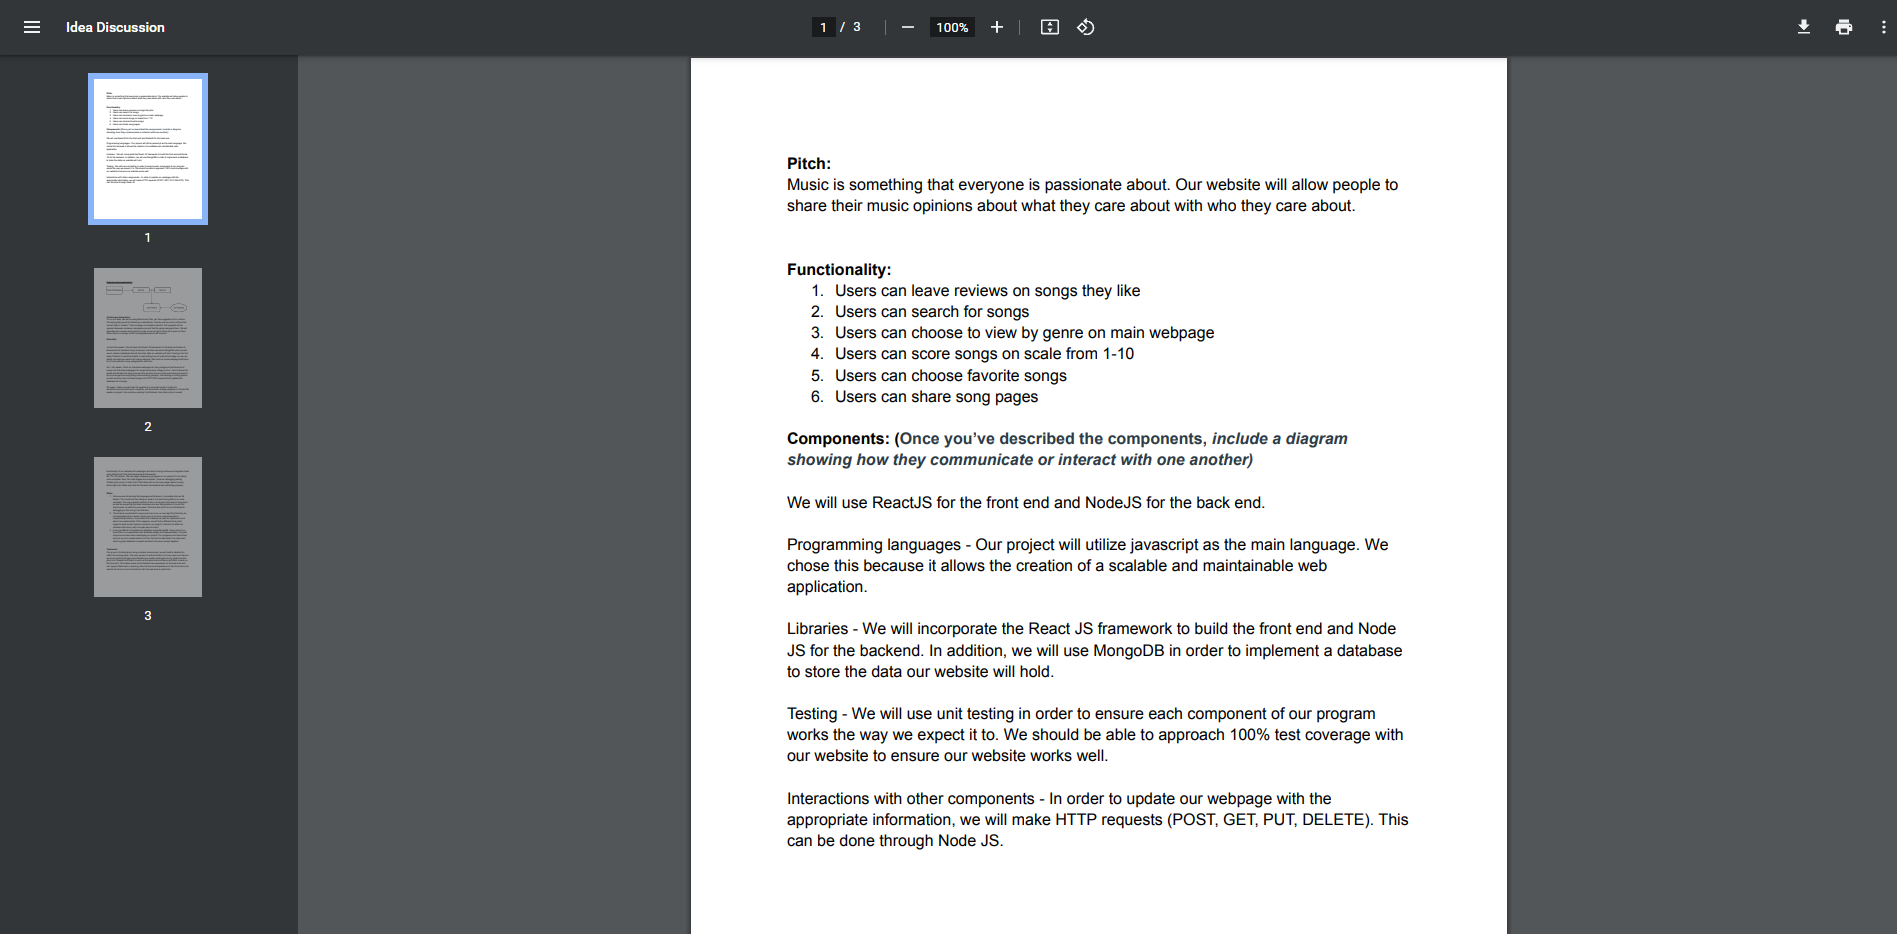 Idea Discussion
1 / 3
100%
1
2
3
Pitch:
Music is something that everyone is passionate about. Our website will allow people to
share their music opinions about what they care about with who they care about.
Functionality:
1. Users can leave reviews on songs they like
2. Users can search for songs
3. Users can choose to view by genre on main webpage
4. Users can score songs on scale from 1-10
5. Users can choose favorite songs
6. Users can share song pages
Components: (Once you’ve described the components, include a diagram
showing how they communicate or interact with one another)
We will use ReactJS for the front end and NodeJS for the back end.
Programming languages - Our project will utilize javascript as the main language. We
chose this because it allows the creation of a scalable and maintainable web
application.
Libraries - We will incorporate the React JS framework to build the front end and Node
JS for the backend. In addition, we will use MongoDB in order to implement a database
to store the data our website will hold.
Testing - We will use unit testing in order to ensure each component of our program
works the way we expect it to. We should be able to approach 100% test coverage with
our website to ensure our website works well.
Interactions with other components - In order to update our webpage with the
appropriate information, we will make HTTP requests (POST, GET, PUT, DELETE). This
can be done through Node JS.